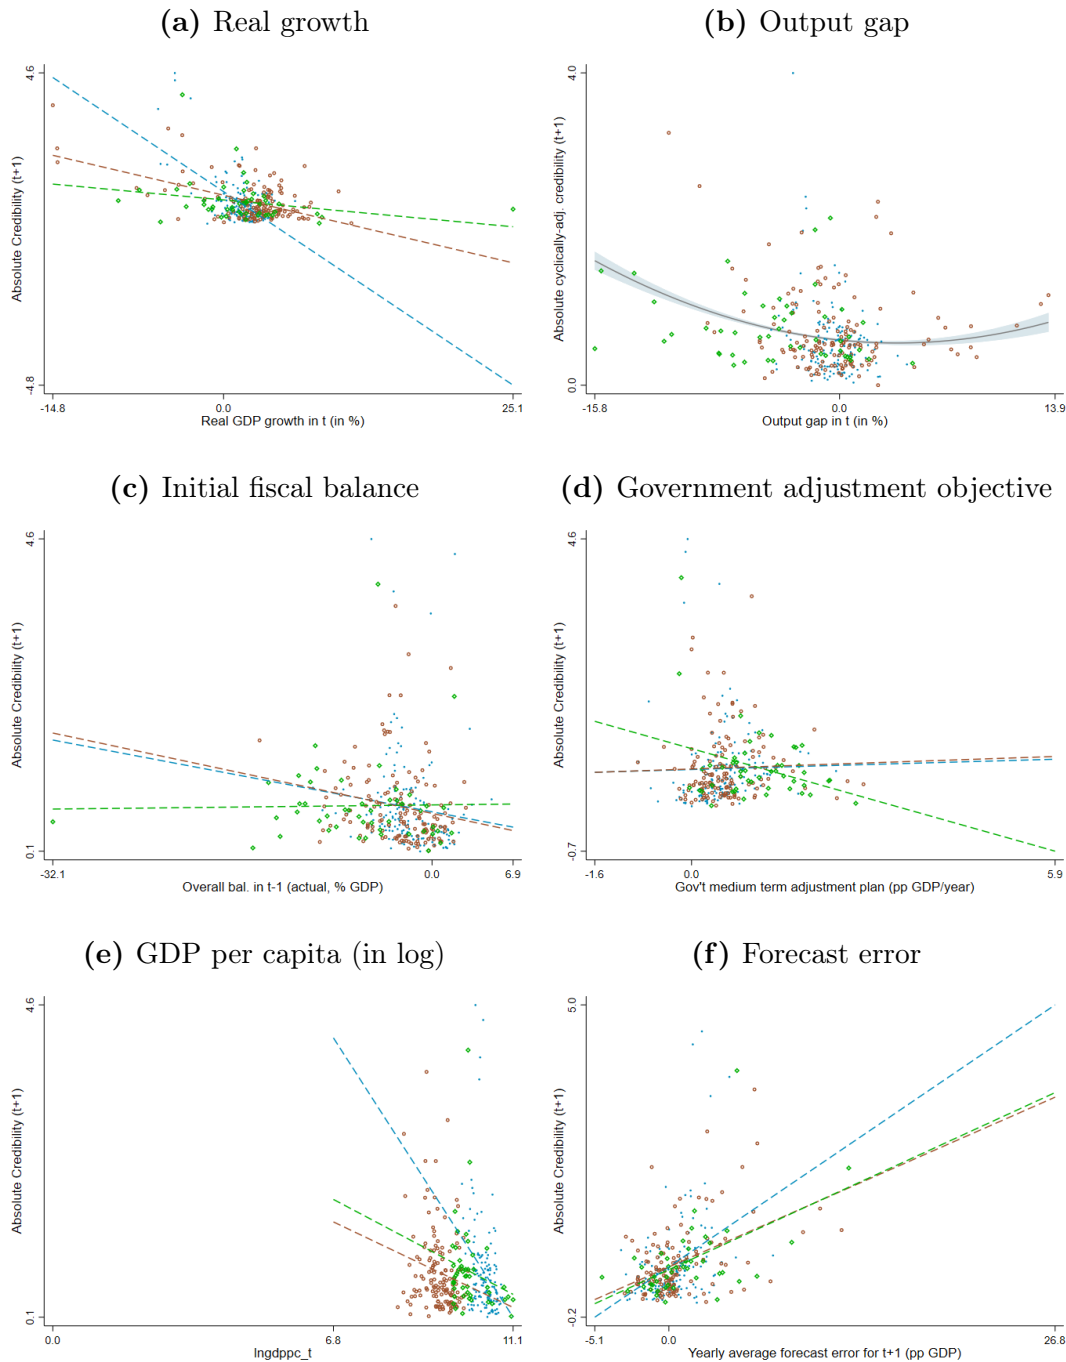 (a) Real growth
4.6
Absolute Credibility (t+1)
-4.8
-14.8 0.0 25.1
Real GDP growth in t (in %)
(b) Output gap
4.0
Absolute cyclically-adj. credibility (t+1)
0.0
-15.8 0.0 13.9
Output gap in t (in %)
(c) Initial fiscal balance
4.6
Absolute Credibility (t+1)
0.1
-32.1 0.0 6.9
Overall bal. in t-1 (actual, % GDP)
(d) Government adjustment objective
4.6
Absolute Credibility (t+1)
-0.7
-1.6 0.0 5.9
Gov't medium term adjustment plan (pp GDP/year)
(e) GDP per capita (in log)
4.6
Absolute Credibility (t+1)
0.1
0.0 6.8 11.1
lngdppc_t
(f) Forecast error
5.0
Absolute Credibility (t+1)
-0.2
-5.1 0.0 26.8
Yearly average forecast error for t+1 (pp GDP)